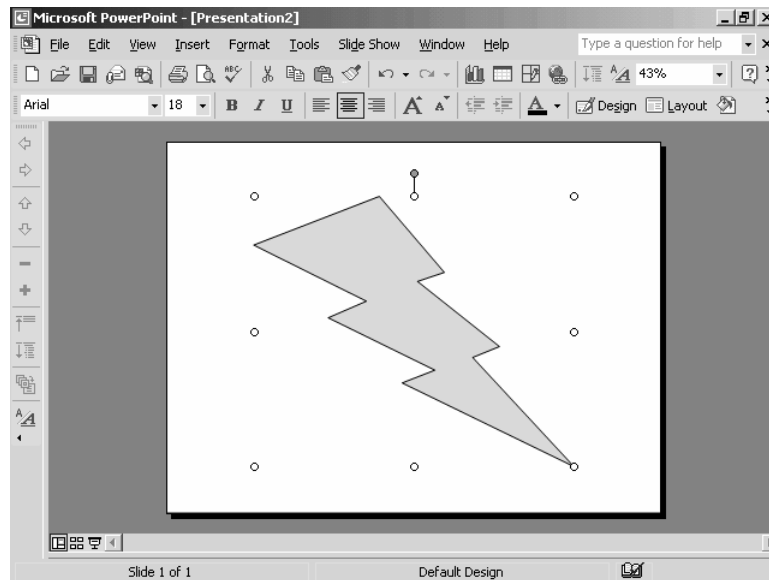 Microsoft PowerPoint - [Presentation2]
File Edit View Insert Format Tools Slide Show Window Help Type a question for help
ABC A A 43% ?
Arial 18 B I U A A A Design Layout
A A
Slide 1 of 1 Default Design